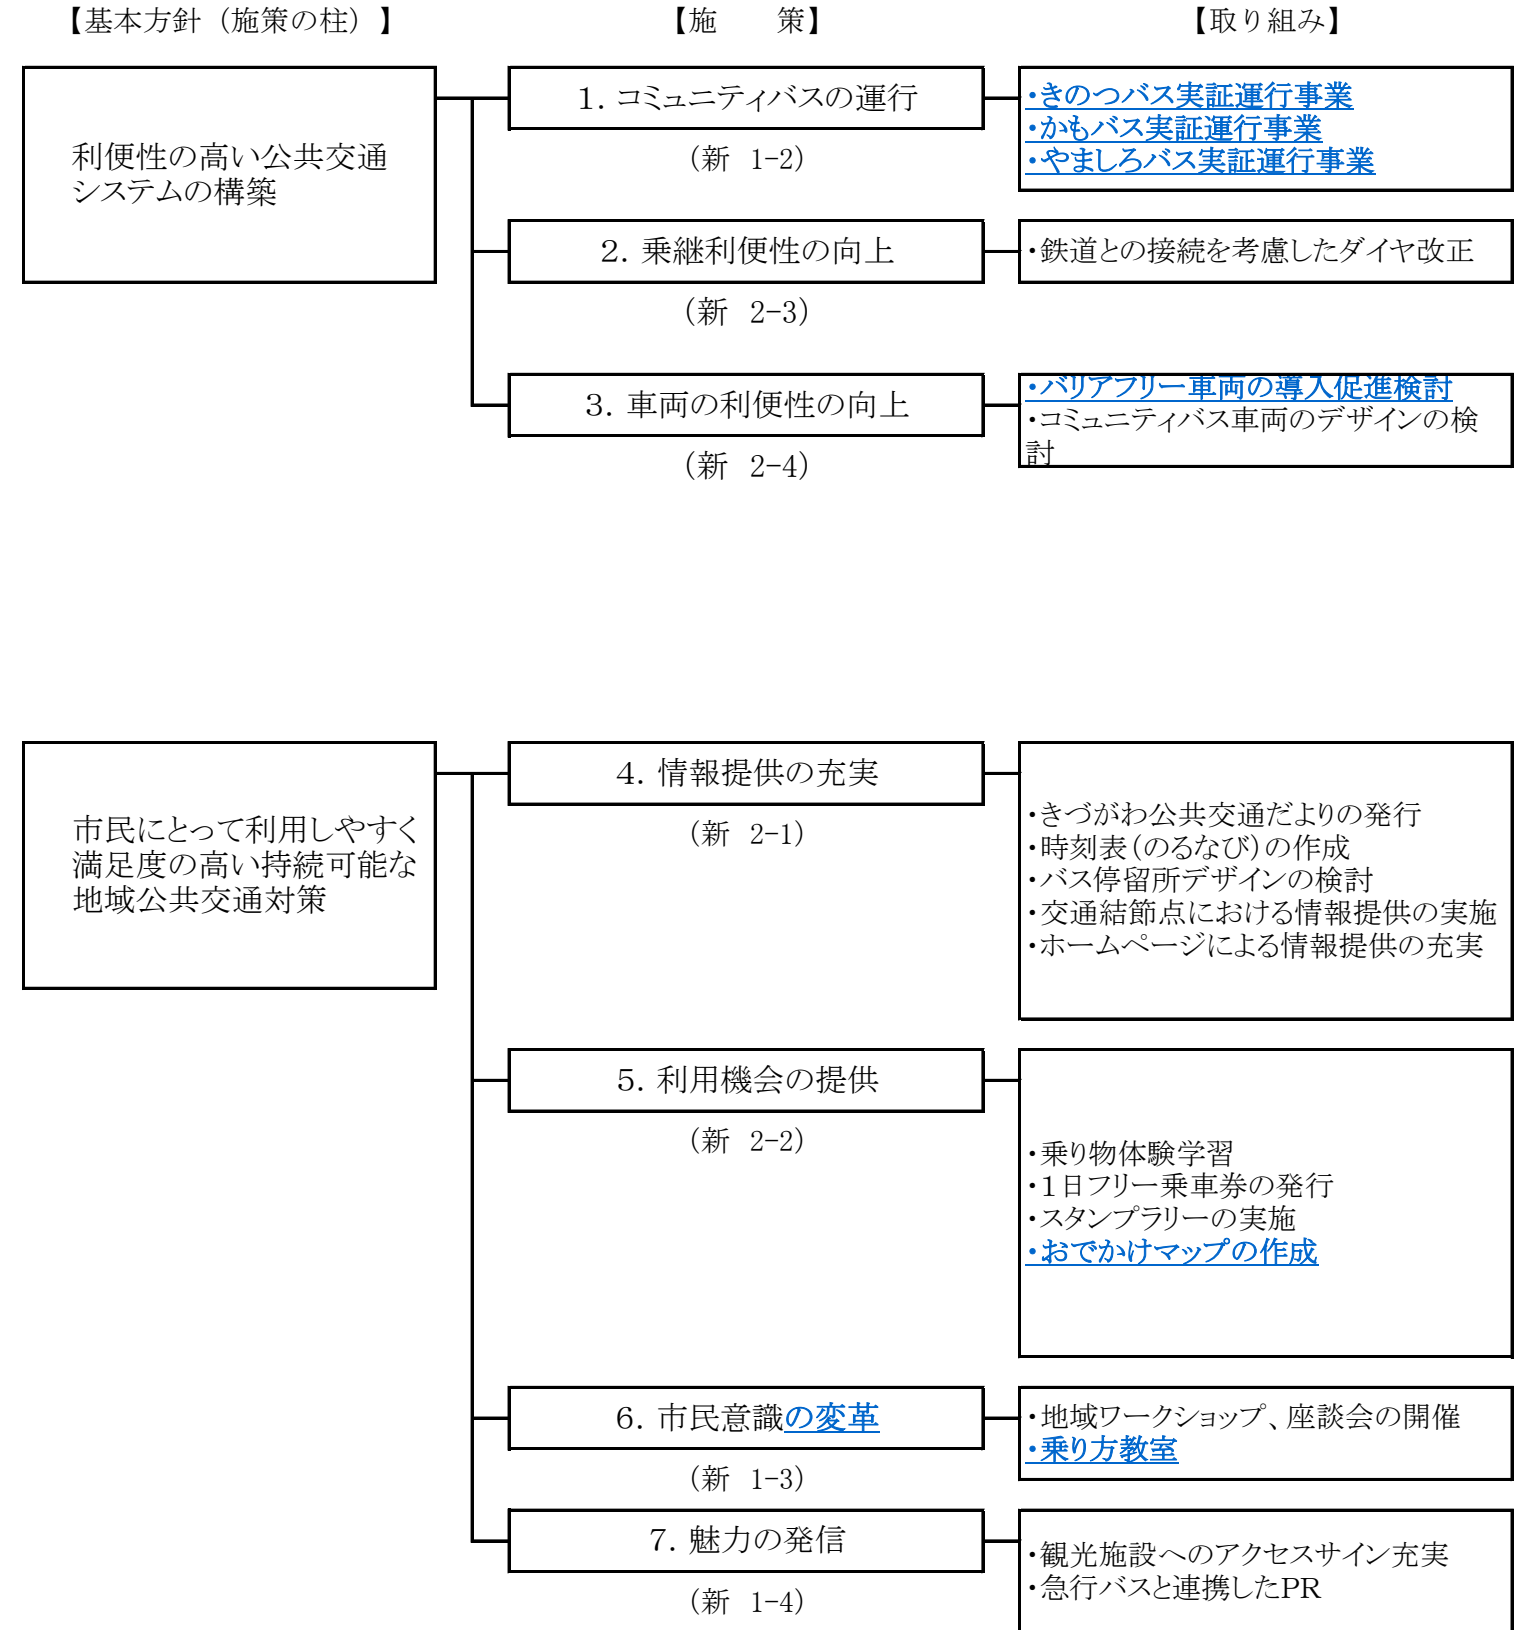 【基本方針（施策の柱）】
【施　　策】
【取り組み】
利便性の高い公共交通
システムの構築
１．コミュニティバスの運行
（新　1-2）
・きのつバス実証運行事業
・かもバス実証運行事業
・やましろバス実証運行事業
２．乗継利便性の向上
（新　2-3）
・鉄道との接続を考慮したダイヤ改正
３．車両の利便性の向上
（新　2-4）
・バリアフリー車両の導入促進検討
・コミュニティバス車両のデザインの検
討
市民にとって利用しやすく
満足度の高い持続可能な
地域公共交通対策
４．情報提供の充実
（新　2-1）
・きづがわ公共交通だよりの発行
・時刻表（のるなび）の作成
・バス停留所デザインの検討
・交通結節点における情報提供の実施
・ホームページによる情報提供の充実
５．利用機会の提供
（新　2-2）
・乗り物体験学習
・１日フリー乗車券の発行
・スタンプラリーの実施
・おでかけマップの作成
６．市民意識の変革
（新　1-3）
・地域ワークショップ、座談会の開催
・乗り方教室
７．魅力の発信
（新　1-4）
・観光施設へのアクセスサイン充実
・急行バスと連携したＰＲ